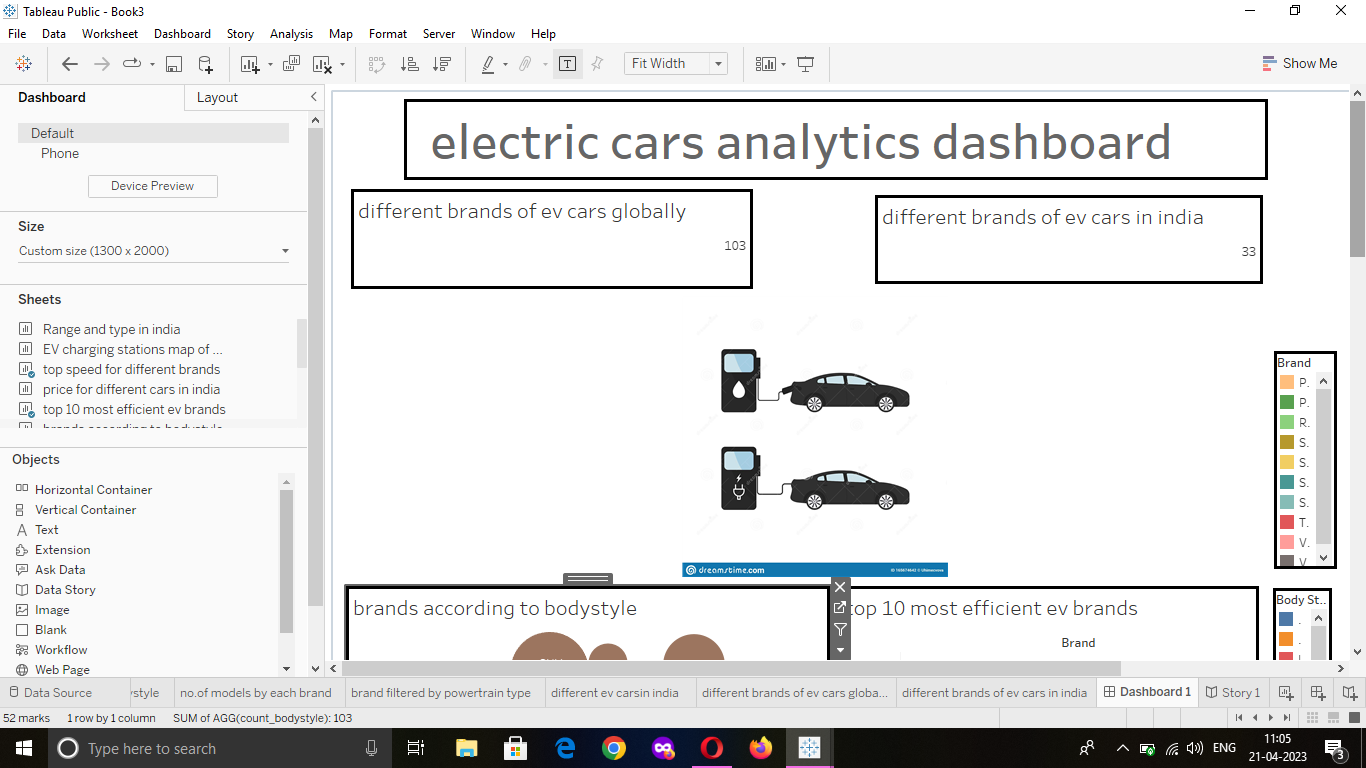 Tableau Public - Book3
File Data Worksheet Dashboard Story Analysis Map Format Server Window Help
Fit Width
Show Me
Dashboard Layout
Default
Phone
Device Preview
Size
Custom size (1300 x 2000)
Sheets
Range and type in india
EV charging stations map of ...
top speed for different brands
price for different cars in india
top 10 most efficient ev brands
brands according to bodystyle
Objects
Horizontal Container
Vertical Container
Text
Extension
Ask Data
Data Story
Image
Blank
Workflow
Web Page
electric cars analytics dashboard
different brands of ev cars globally
103
different brands of ev cars in india
33
dreamstime.com
Brand
P.
P.
R.
S.
S.
S.
S.
T.
V.
V
brands according to bodystyle
top 10 most efficient ev brands
Brand
Body St..
Data Source ystyle no.of models by each brand brand filtered by powertrain type different ev carsin india different brands of ev cars globa... different brands of ev cars in india Dashboard 1 Story 1
52 marks 1 row by 1 column SUM of AGG(count_bodystyle): 103
Type here to search
ENG
11:05
21-04-2023
3